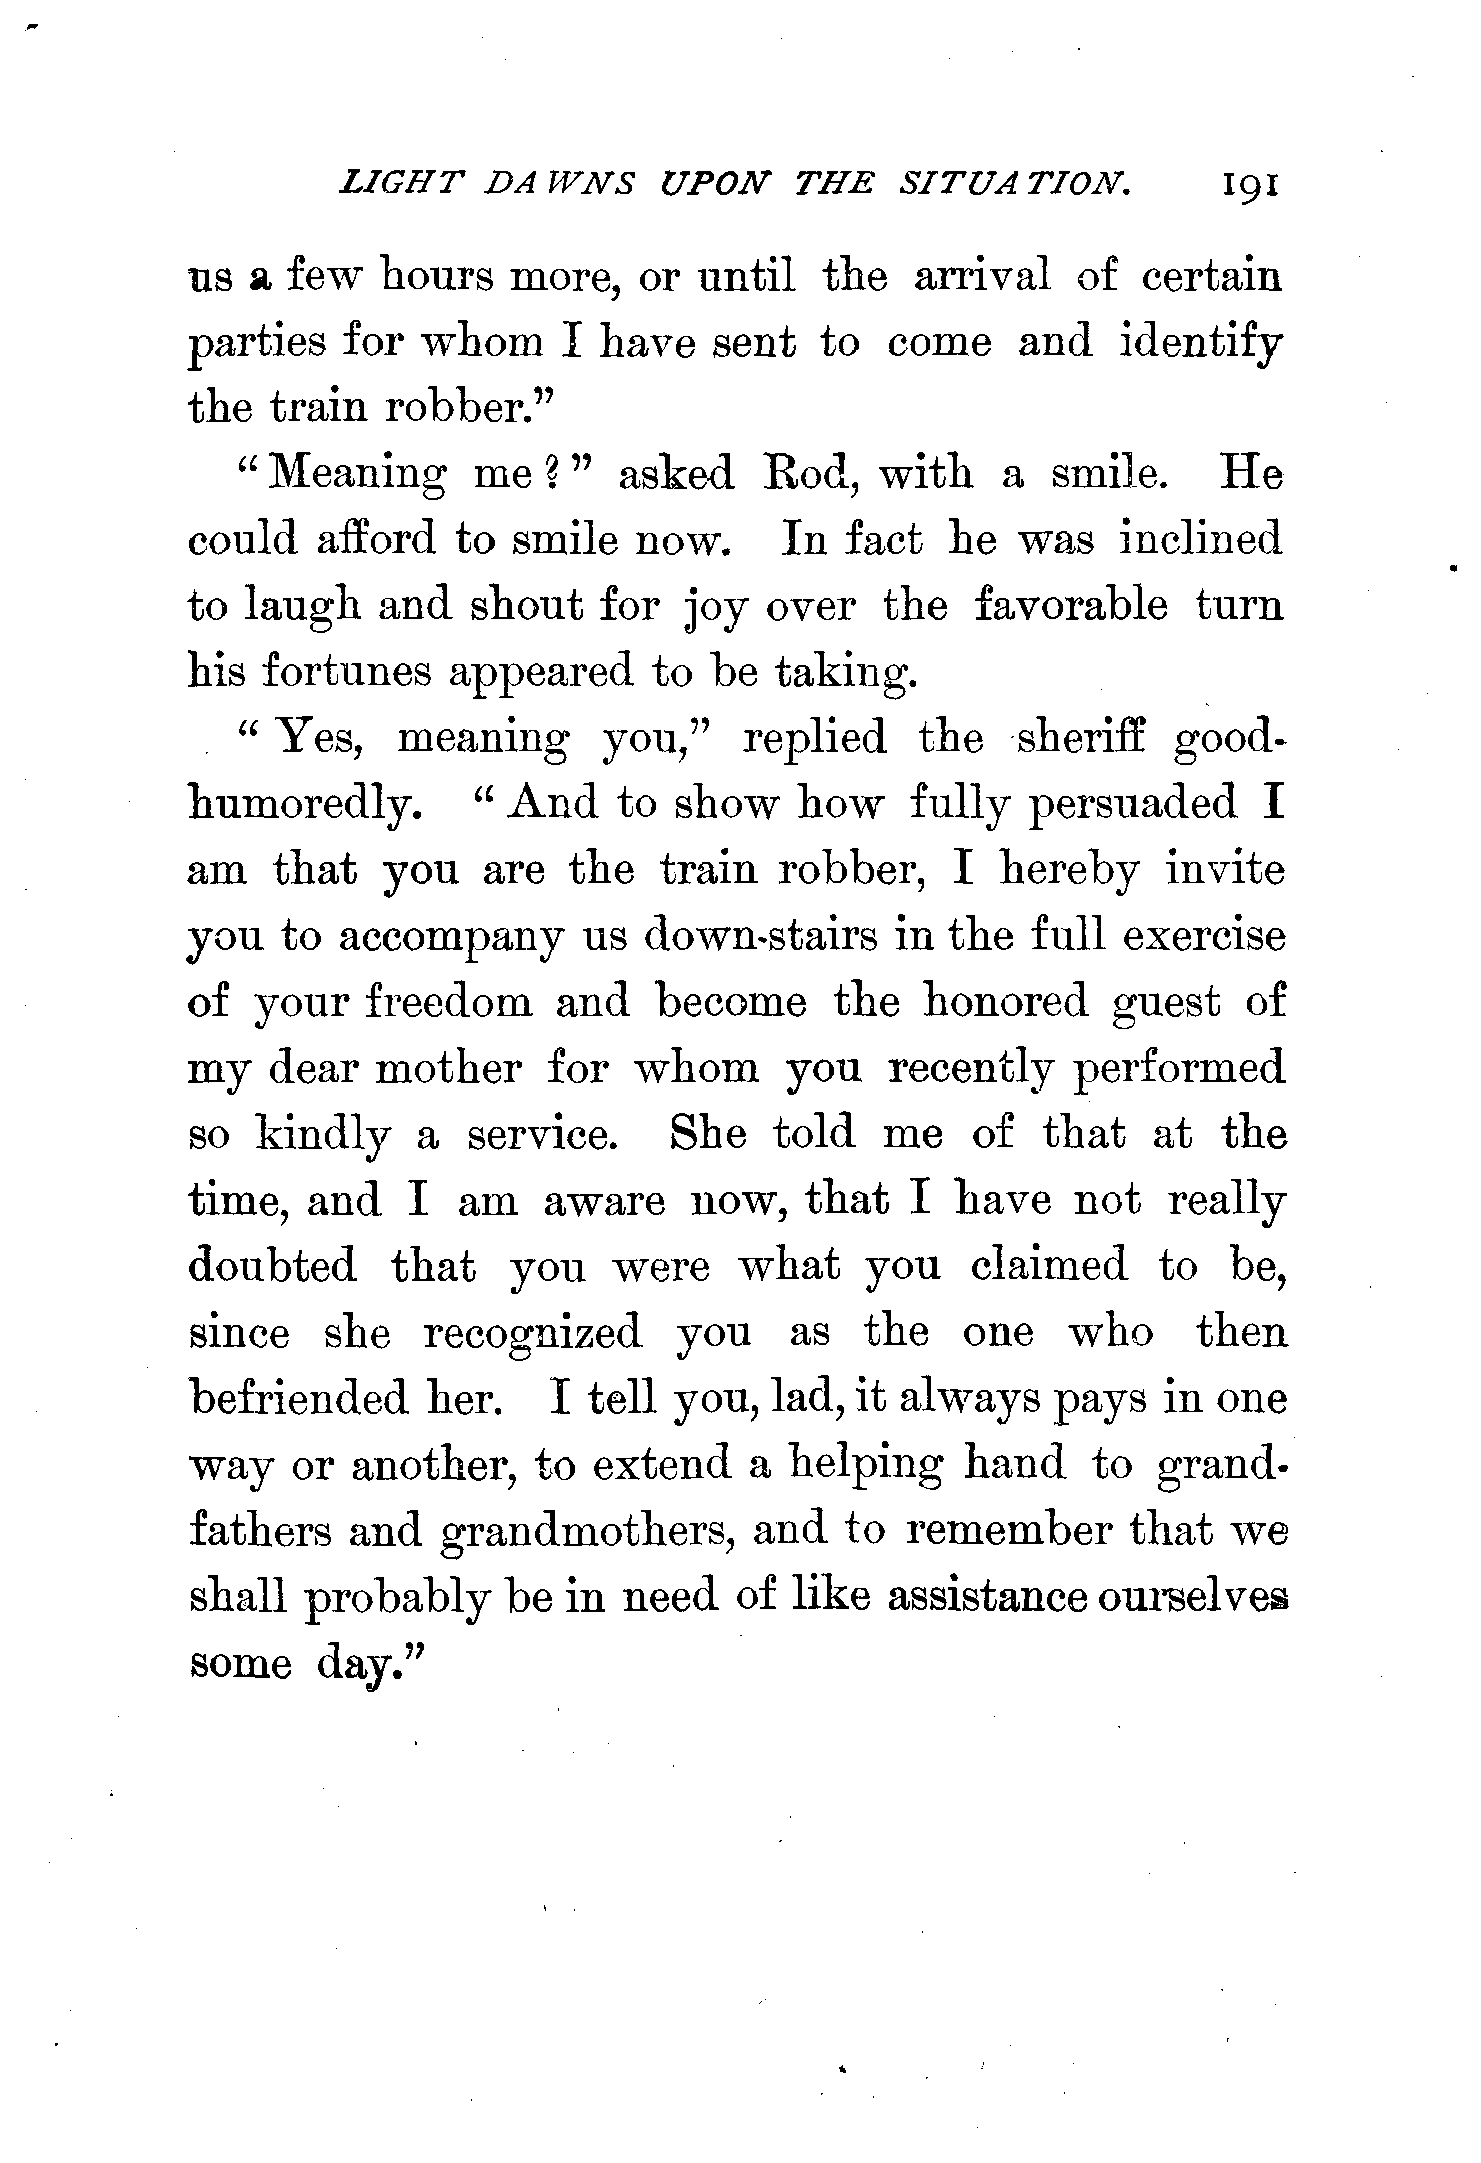 LIGHT DAWNS UPON THE SITUATION. 191
us a few hours more, or until the arrival of certain
parties for whom I have sent to come and identify
the train robber.”
“Meaning me?” asked Rod, with a smile. He
could afford to smile now. In fact he was inclined
to laugh and shout for joy over the favorable turn
his fortunes appeared to be taking.
“Yes, meaning you,” replied the sheriff good-
humoredly. “And to show how fully persuaded I
am that you are the train robber, I hereby invite
you to accompany us down-stairs in the full exercise
of your freedom and become the honored guest of
my dear mother for whom you recently performed
so kindly a service. She told me of that at the
time, and I am aware now, that I have not really
doubted that you were what you claimed to be,
since she recognized you as the one who then
befriended her. I tell you, lad, it always pays in one
way or another, to extend a helping hand to grand-
fathers and grandmothers, and to remember that we
shall probably be in need of like assistance ourselves
some day.”